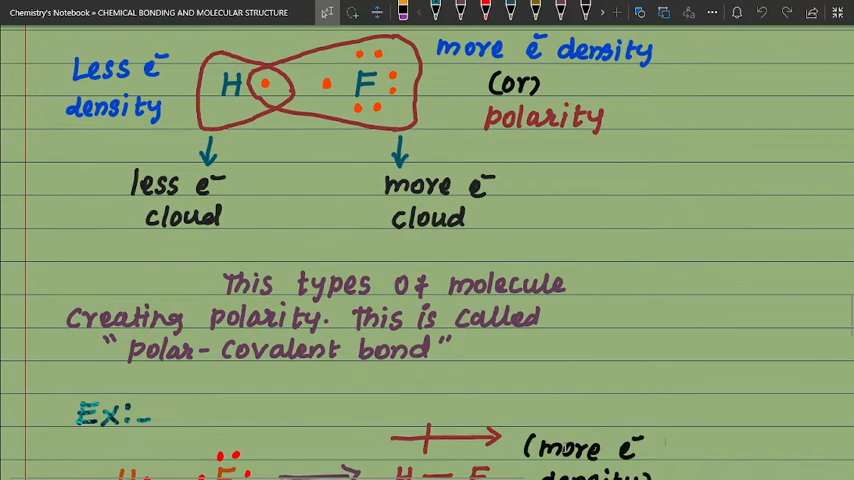 Chemistry's Notebook » CHEMICAL BONDING AND MOLECULAR STRUCTURE
Less e⁻
density
H F
more e⁻ density
(or)
polarity
less e⁻
cloud
more e⁻
cloud
This types of molecule
creating polarity. This is called
"polar-covalent bond"
Ex:-
(more e⁻
density)
H F
H — F